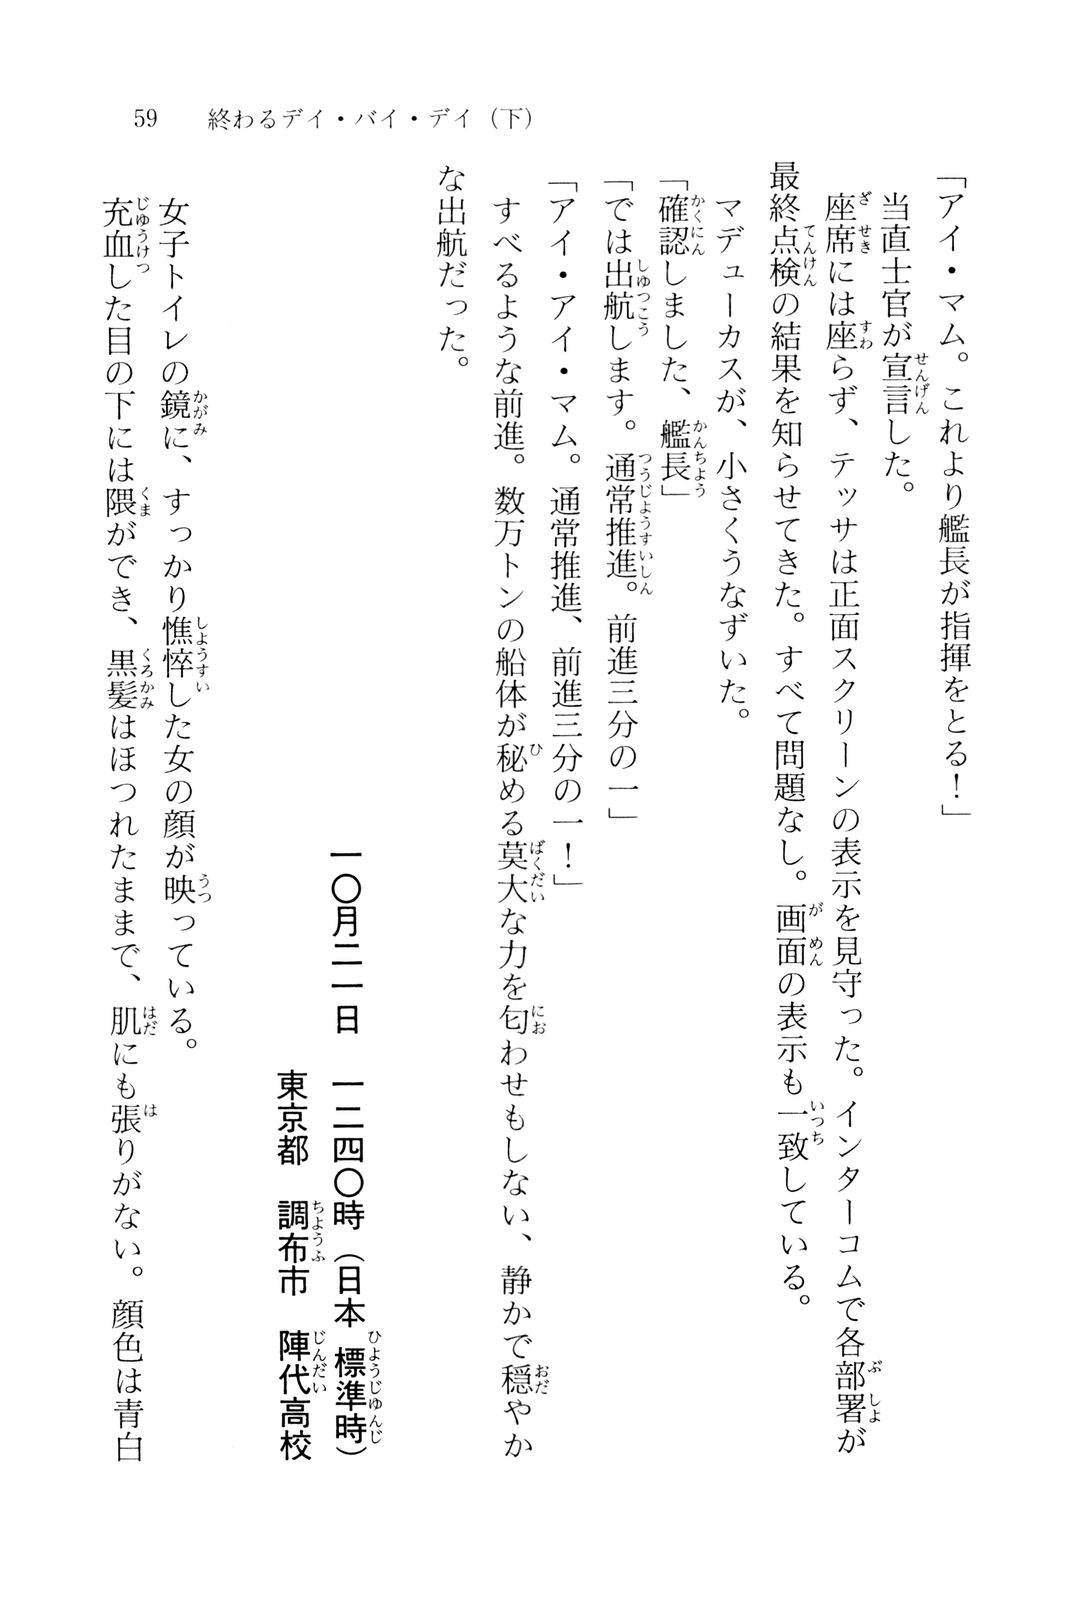 59　終わるデイ・バイ・デイ（下）
「アイ・マム。これより艦長が指揮をとる！」
当直士官が宣言した。
座席には座らず、テッサは正面スクリーンの表示を見守った。インターコムで各部署が
最終点検の結果を知らせてきた。すべて問題なし。画面の表示も一致している。
マデューカスが、小さくうなずいた。
「確認しました、艦長」
「では出航します。通常推進。前進三分の一」
「アイ・アイ・マム。通常推進、前進三分の一！」
すべるような前進。数万トンの船体が秘める莫大な力を匂わせもしない、静かで穏やか
な出航だった。
一〇月二一日　一二四〇時（日本標準時）
東京都　調布市　陣代高校
女子トイレの鏡に、すっかり憔悴した女の顔が映っている。
充血した目の下には隈ができ、黒髪はほつれたままで、肌にも張りがない。顔色は青白